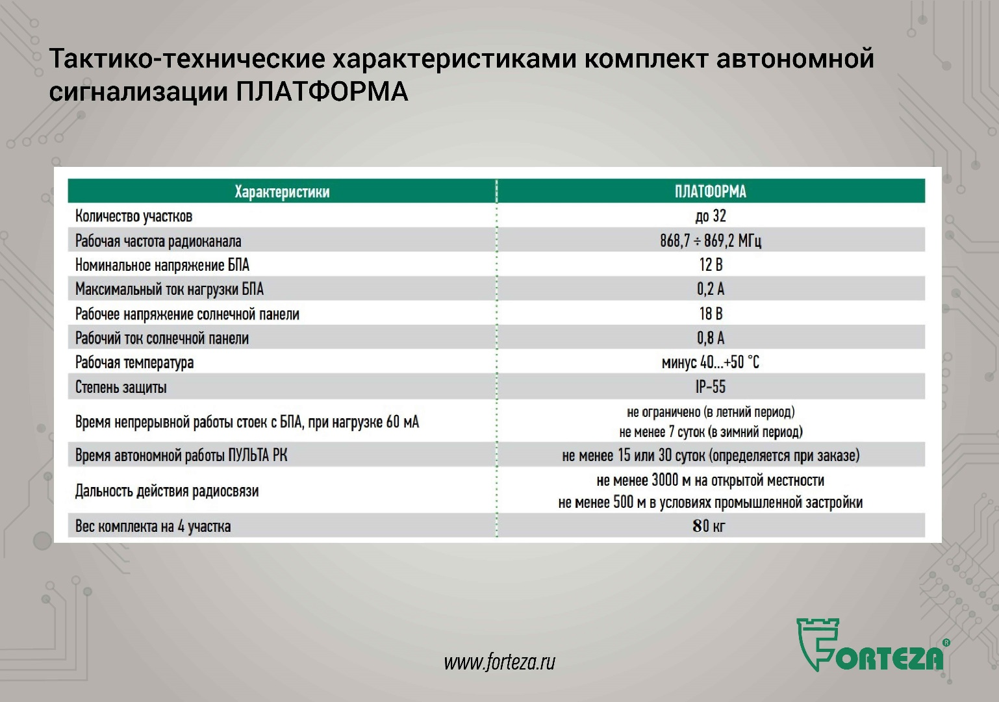 Тактико-технические характеристиками комплект автономной
сигнализации ПЛАТФОРМА
Характеристики ПЛАТФОРМА
Количество участков до 32
Рабочая частота радиоканала 868,7 ÷ 869,2 МГц
Номинальное напряжение БПА 12 В
Максимальный ток нагрузки БПА 0,2 А
Рабочее напряжение солнечной панели 18 В
Рабочий ток солнечной панели 0,8 А
Рабочая температура минус 40...+50 °С
Степень защиты IP-55
Время непрерывной работы стоек с БПА, при нагрузке 60 мА
не ограничено (в летний период)
не менее 7 суток (в зимний период)
Время автономной работы ПУЛЬТА РК не менее 15 или 30 суток (определяется при заказе)
Дальность действия радиосвязи
не менее 3000 м на открытой местности
не менее 500 м в условиях промышленной застройки
Вес комплекта на 4 участка 80 кг
www.forteza.ru
FORTEZA®